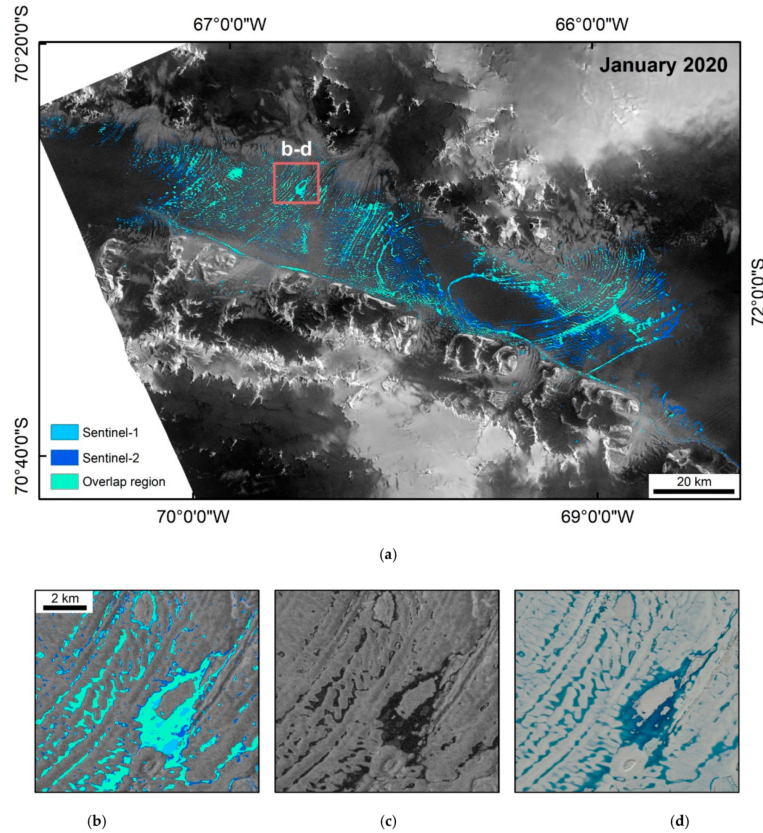 67°0'0"W
66°0'0"W
70°20'0"S
January 2020
b-d
72°0'0"S
Sentinel-1
Sentinel-2
Overlap region
70°40'0"S
20 km
70°0'0"W
69°0'0"W
(a)
2 km
(b)
(c)
(d)